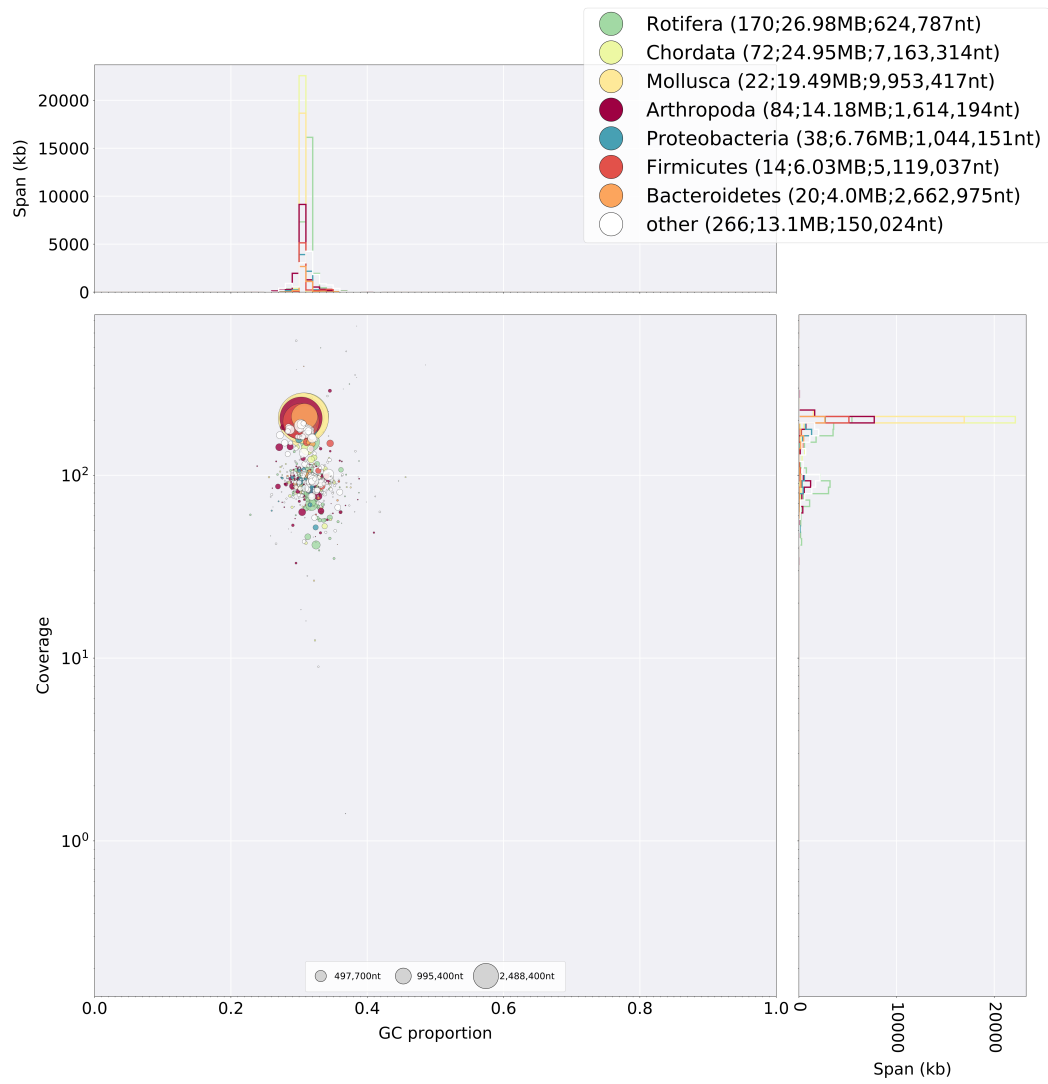 Rotifera (170;26.98MB;624,787nt)
Chordata (72;24.95MB;7,163,314nt)
Mollusca (22;19.49MB;9,953,417nt)
Arthropoda (84;14.18MB;1,614,194nt)
Proteobacteria (38;6.76MB;1,044,151nt)
Firmicutes (14;6.03MB;5,119,037nt)
Bacteroidetes (20;4.0MB;2,662,975nt)
other (266;13.1MB;150,024nt)
Span (kb)
20000
15000
10000
5000
0
Coverage
10²
10¹
10⁰
497,700nt 995,400nt 2,488,400nt
0.0 0.2 0.4 0.6 0.8 1.0
GC proportion
0 10000 20000
Span (kb)